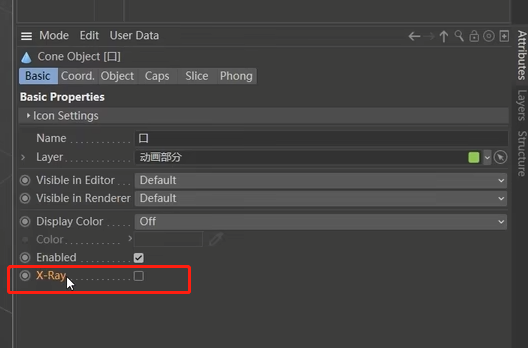 Mode Edit User Data
Cone Object [口]
Basic Coord. Object Caps Slice Phong
Basic Properties
Icon Settings
Name 口
Layer 动画部分
Visible in Editor Default
Visible in Renderer Default
Display Color Off
Color
Enabled
X-Ray
Attributes
Layers
Structure